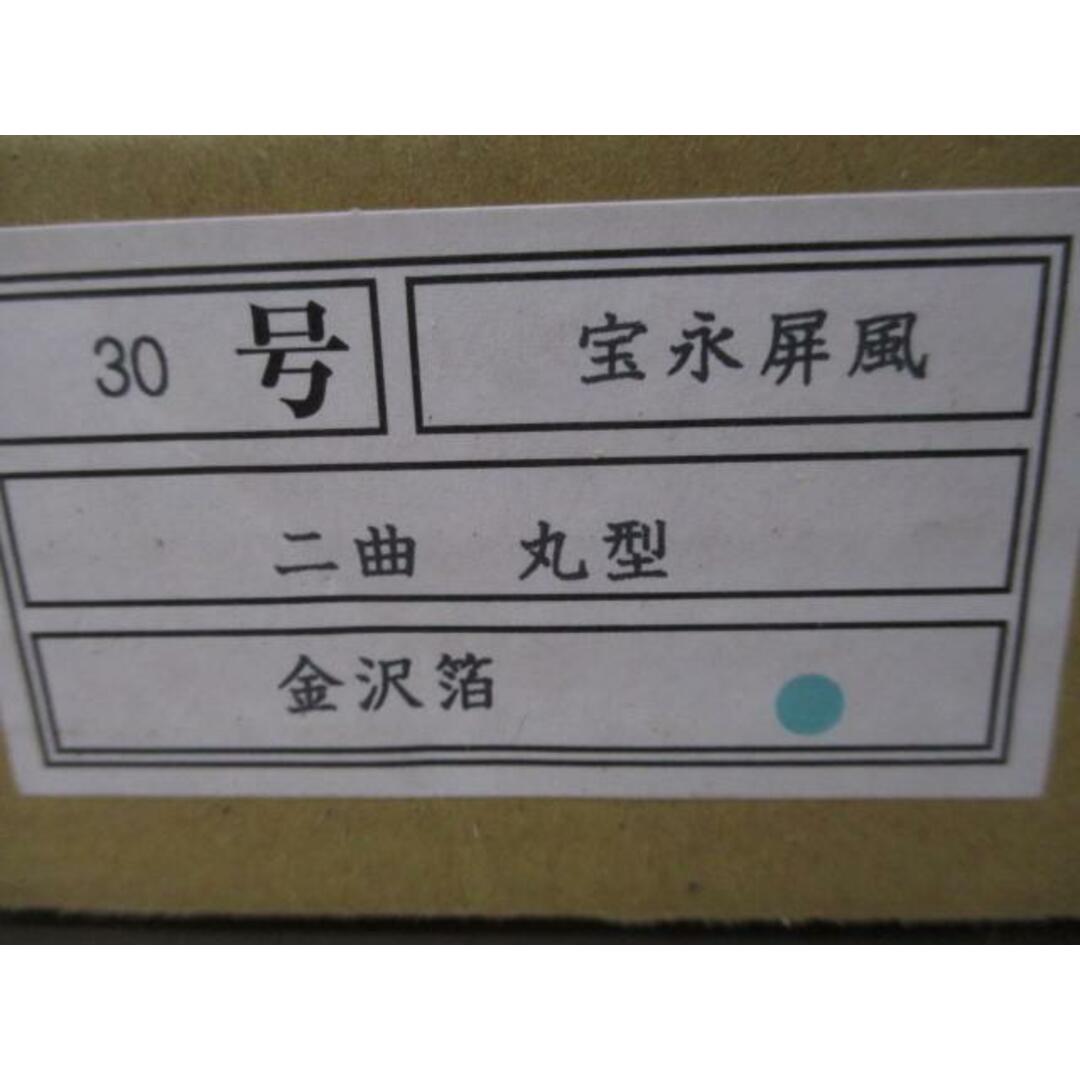 30 号 宝永屏風
二曲 丸型
金沢箔